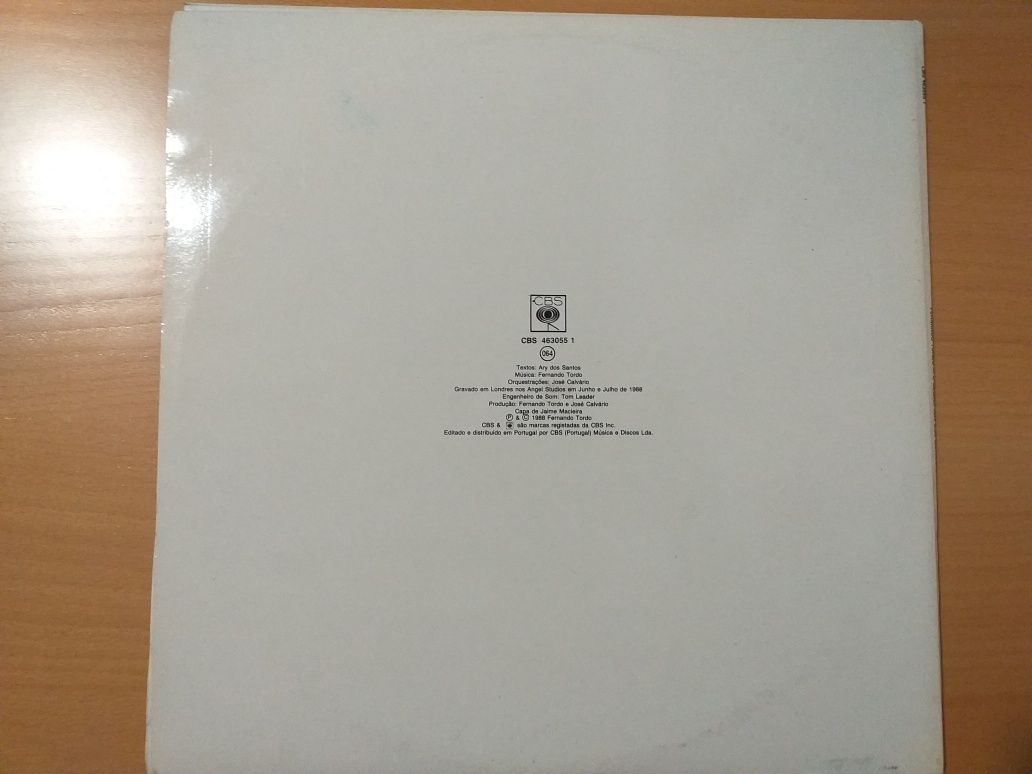 CBS
CBS 463055 1
064
Textos: Ary dos Santos
Música: Fernando Tordo
Orquestrações: José Calvário
Gravado em Londres nos Angel Studios em Junho e Julho de 1988
Engenheiro de Som: Tom Leader
Produção: Fernando Tordo e José Calvário
Capa de Jaime Macieira
Ⓟ & © 1988 Fernando Tordo
CBS & são marcas registadas da CBS Inc.
Editado e distribuido em Portugal por CBS (Portugal) Música e Discos Lda.